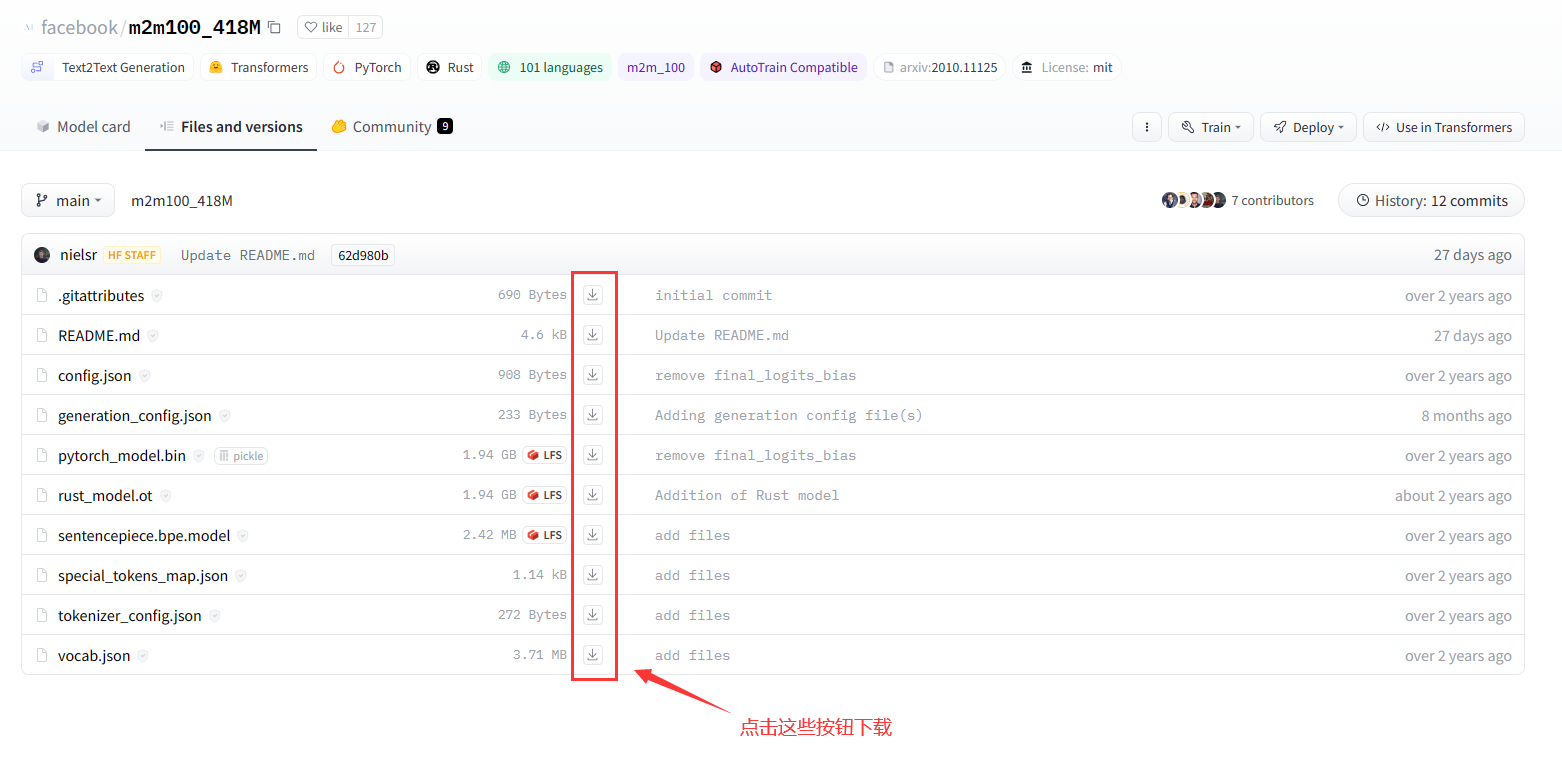 facebook/m2m100_418M like 127
Text2Text Generation Transformers PyTorch Rust 101 languages m2m_100 AutoTrain Compatible arxiv:2010.11125 License: mit
Model card Files and versions Community 9 Train Deploy </> Use in Transformers
main m2m100_418M 7 contributors History: 12 commits
nielsr HF STAFF Update README.md 62d980b 27 days ago
.gitattributes 690 Bytes initial commit over 2 years ago
README.md 4.6 kB Update README.md 27 days ago
config.json 908 Bytes remove final_logits_bias over 2 years ago
generation_config.json 233 Bytes Adding generation config file(s) 8 months ago
pytorch_model.bin pickle 1.94 GB LFS remove final_logits_bias over 2 years ago
rust_model.ot 1.94 GB LFS Addition of Rust model about 2 years ago
sentencepiece.bpe.model 2.42 MB LFS add files over 2 years ago
special_tokens_map.json 1.14 kB add files over 2 years ago
tokenizer_config.json 272 Bytes add files over 2 years ago
vocab.json 3.71 MB add files over 2 years ago
点击这些按钮下载